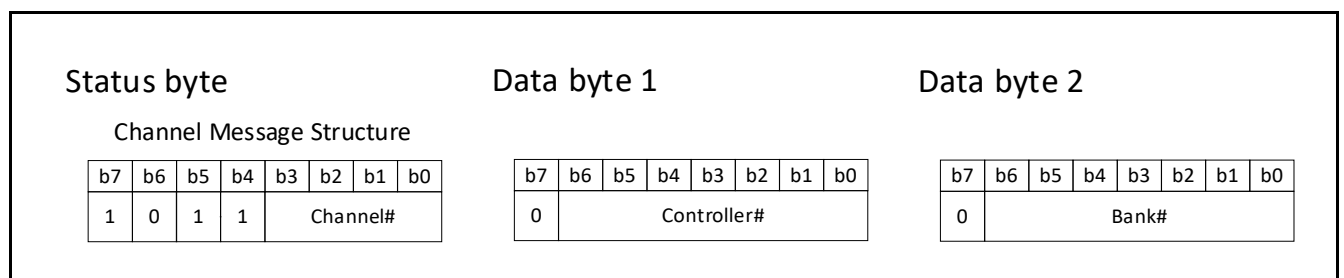 Status byte
Data byte 1
Data byte 2
Channel Message Structure
b7 b6 b5 b4 b3 b2 b1 b0
b7 b6 b5 b4 b3 b2 b1 b0
b7 b6 b5 b4 b3 b2 b1 b0
1 0 1 1 Channel#
0 Controller#
0 Bank#